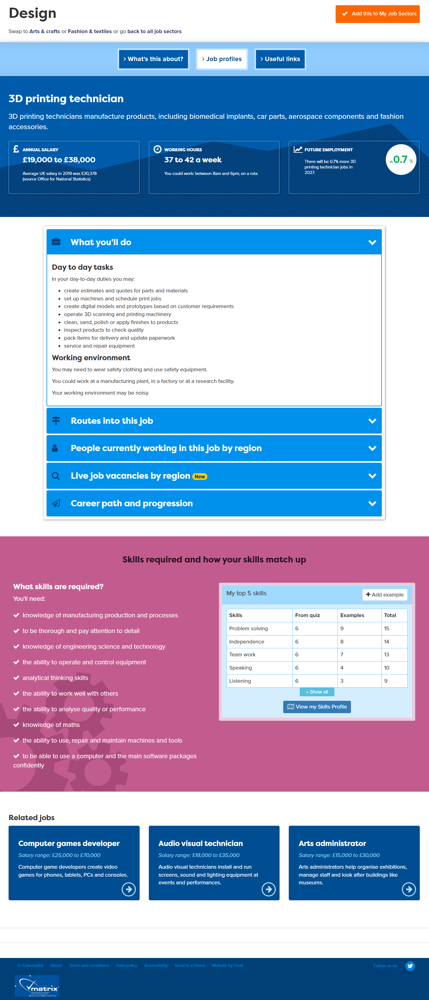 Design
Add this to My Job Sectors
Swap to Arts & crafts or Fashion & textiles or go back to all job sectors
What's this about?
Job profiles
Useful links
3D printing technician
3D printing technicians manufacture products, including biomedical implants, car parts, aerospace components and fashion
accessories.
£ ANNUAL SALARY
£19,000 to £38,000
Average UK salary in 2019 was £30,378
(source Office for National Statistics)
WORKING HOURS
37 to 42 a week
You could work: between 8am and 6pm; on a rota
FUTURE EMPLOYMENT
There will be 0.7% more 3D
printing technician jobs in
2027.
0.7 %
What you'll do
Day to day tasks
In your day-to-day duties you may:
• create estimates and quotes for parts and materials
• set up machines and schedule print jobs
• create digital models and prototypes based on customer requirements
• operate 3D scanning and printing machinery
• clean, sand, polish or apply finishes to products
• inspect products to check quality
• pack items for delivery and update paperwork
• service and repair equipment
Working environment
You may need to wear safety clothing and use safety equipment.
You could work at a manufacturing plant, in a factory or at a research facility.
Your working environment may be noisy.
Routes into this job
People currently working in this job by region
Live job vacancies by region New
Career path and progression
Skills required and how your skills match up
What skills are required?
You'll need:
knowledge of manufacturing production and processes
to be thorough and pay attention to detail
knowledge of engineering science and technology
the ability to operate and control equipment
analytical thinking skills
the ability to work well with others
the ability to analyse quality or performance
knowledge of maths
the ability to use, repair and maintain machines and tools
to be able to use a computer and the main software packages
confidently
My top 5 skills
Add example
Skills From quiz Examples Total
Problem solving 6 9 15
Independence 6 8 14
Team work 6 7 13
Speaking 6 4 10
Listening 6 3 9
Show all
View my Skills Profile
Related jobs
Computer games developer
Salary range: £25,000 to £70,000
Computer game developers create video
games for phones, tablets, PCs and consoles.
Audio visual technician
Salary range: £18,000 to £35,000
Audio visual technicians install and run
screens, sound and lighting equipment at
events and performances.
Arts administrator
Salary range: £15,000 to £30,000
Arts administrators help organise exhibitions,
manage staff and look after buildings like
museums.
© Careerpilot About Terms and conditions Data policy Accessibility Send to a friend Website by Float
Follow us on
matrix